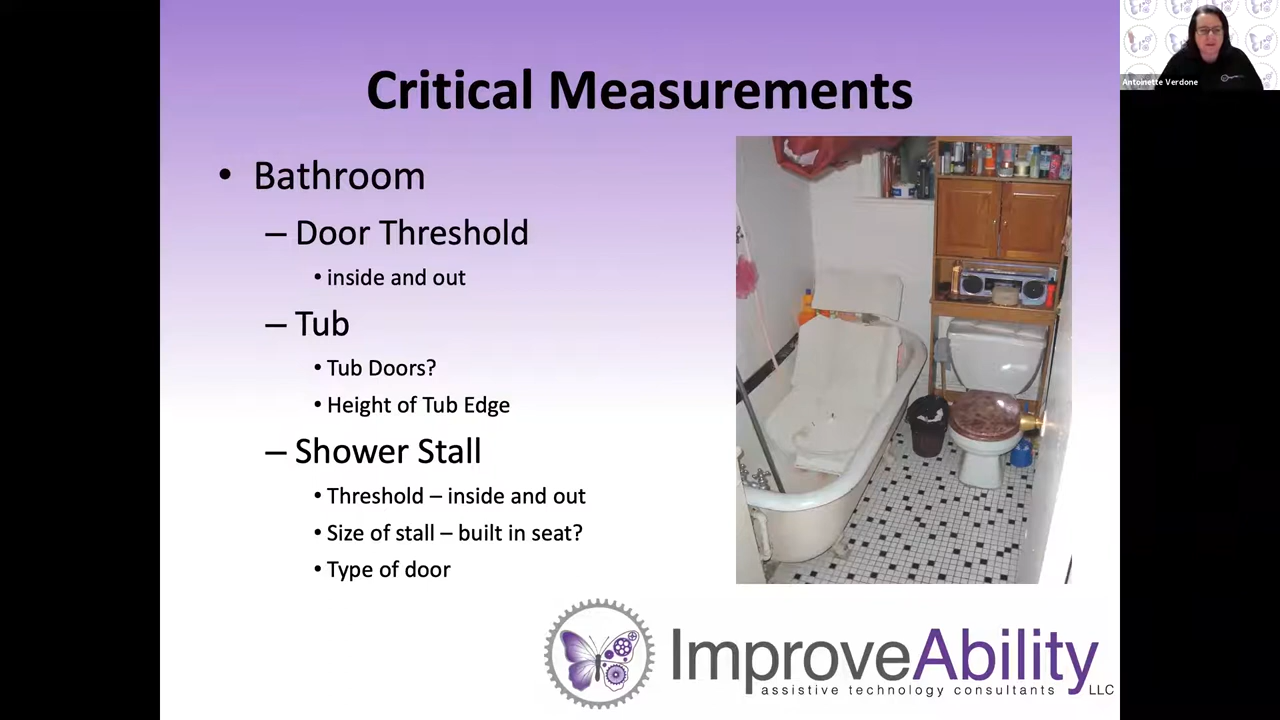 Critical Measurements
• Bathroom
– Door Threshold
• inside and out
– Tub
• Tub Doors?
• Height of Tub Edge
– Shower Stall
• Threshold – inside and out
• Size of stall – built in seat?
• Type of door
ImproveAbility LLC
assistive technology consultants
Antoinette Verdone